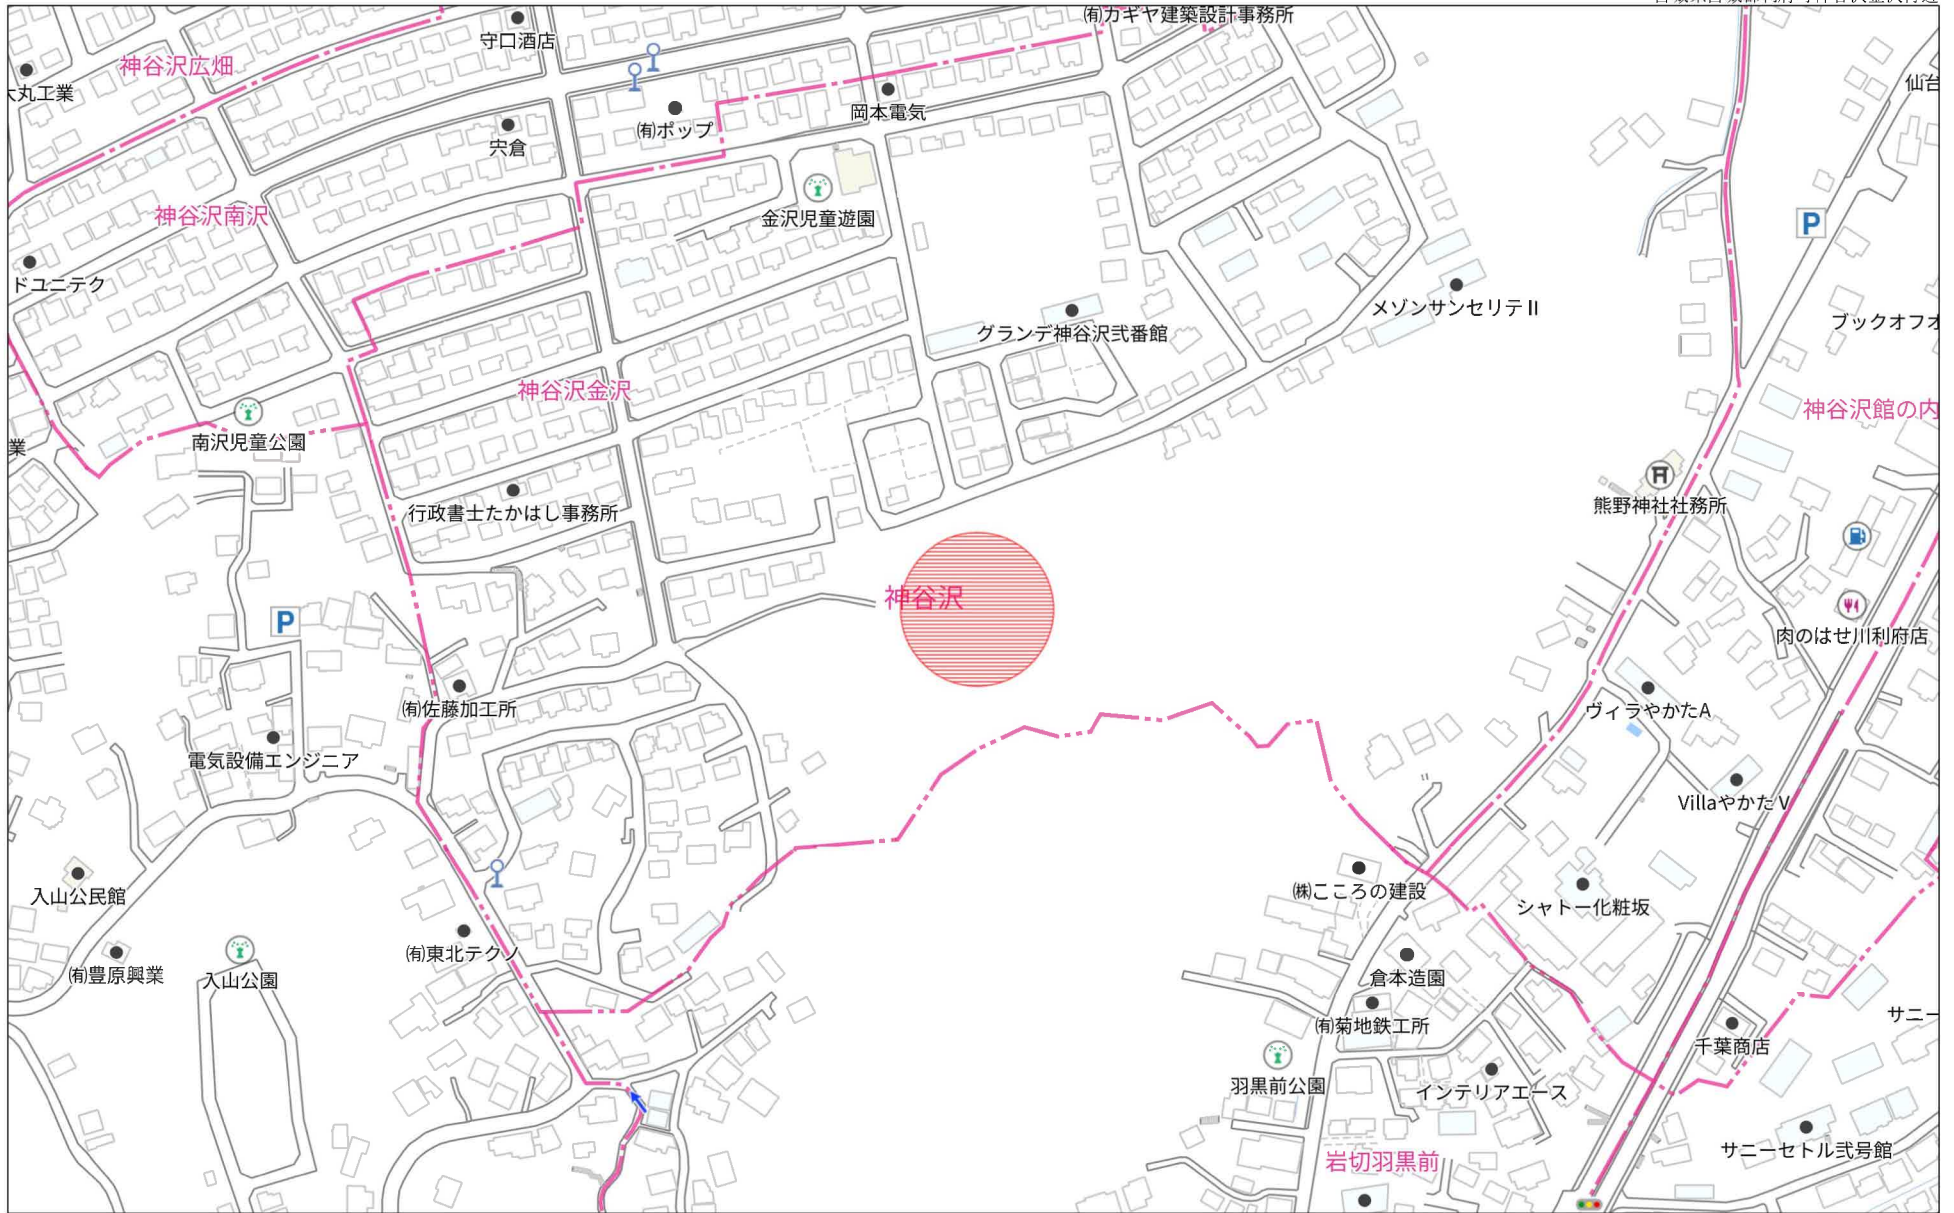 ㈲カギヤ建築設計事務所
守口酒店
神谷沢広畑
大丸工業
仙台
岡本電気
㈲ポップ
宍倉
神谷沢南沢
金沢児童遊園
P
ドユニテク
メゾンサンセリテⅡ
ブックオフオ
グランデ神谷沢弐番館
神谷沢金沢
神谷沢館の内
南沢児童公園
業
行政書士たかはし事務所
熊野神社社務所
神谷沢
P
肉のはせ川利府店
㈲佐藤加工所
ヴィラやかたA
電気設備エンジニア
Villaやかたⅴ
入山公民館
㈱こころの建設
シャトー化粧坂
㈲東北テクノ
㈲豊原興業
入山公園
倉本造園
㈲菊地鉄工所
サニー
千葉商店
羽黒前公園
インテリアエース
サニーセトル弐号館
岩切羽黒前